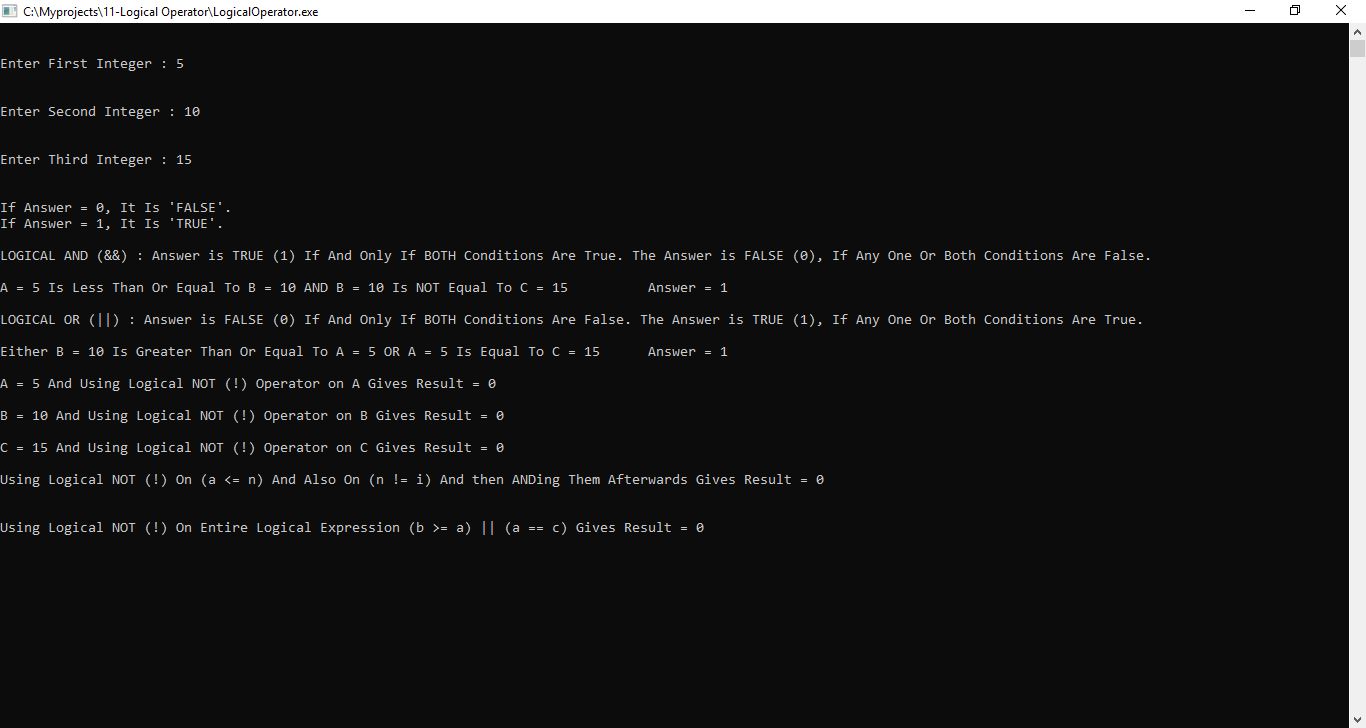 C:\Myprojects\11-Logical Operator\LogicalOperator.exe
Enter First Integer : 5
Enter Second Integer : 10
Enter Third Integer : 15
If Answer = 0, It Is 'FALSE'.
If Answer = 1, It Is 'TRUE'.
LOGICAL AND (&&) : Answer is TRUE (1) If And Only If BOTH Conditions Are True. The Answer is FALSE (0), If Any One Or Both Conditions Are False.
A = 5 Is Less Than Or Equal To B = 10 AND B = 10 Is NOT Equal To C = 15          Answer = 1
LOGICAL OR (||) : Answer is FALSE (0) If And Only If BOTH Conditions Are False. The Answer is TRUE (1), If Any One Or Both Conditions Are True.
Either B = 10 Is Greater Than Or Equal To A = 5 OR A = 5 Is Equal To C = 15      Answer = 1
A = 5 And Using Logical NOT (!) Operator on A Gives Result = 0
B = 10 And Using Logical NOT (!) Operator on B Gives Result = 0
C = 15 And Using Logical NOT (!) Operator on C Gives Result = 0
Using Logical NOT (!) On (a <= n) And Also On (n != i) And then ANDing Them Afterwards Gives Result = 0
Using Logical NOT (!) On Entire Logical Expression (b >= a) || (a == c) Gives Result = 0